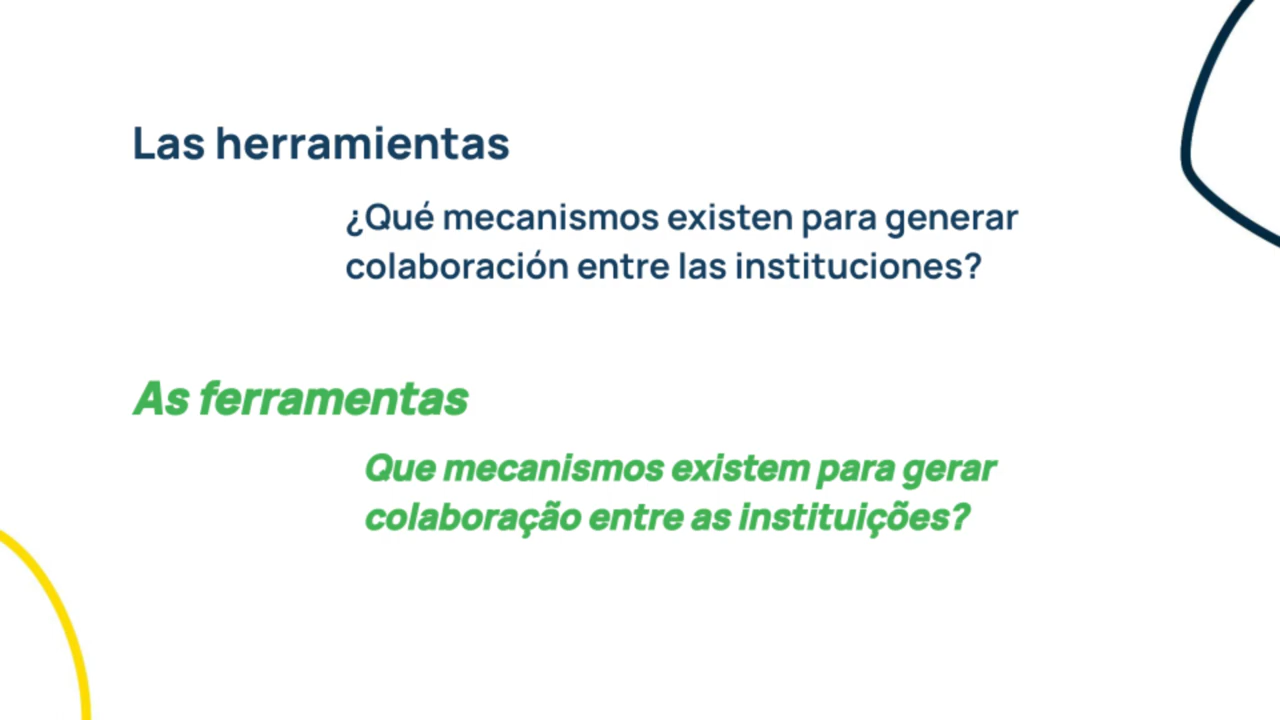 Las herramientas
¿Qué mecanismos existen para generar
colaboración entre las instituciones?
As ferramentas
Que mecanismos existem para gerar
colaboração entre as instituições?